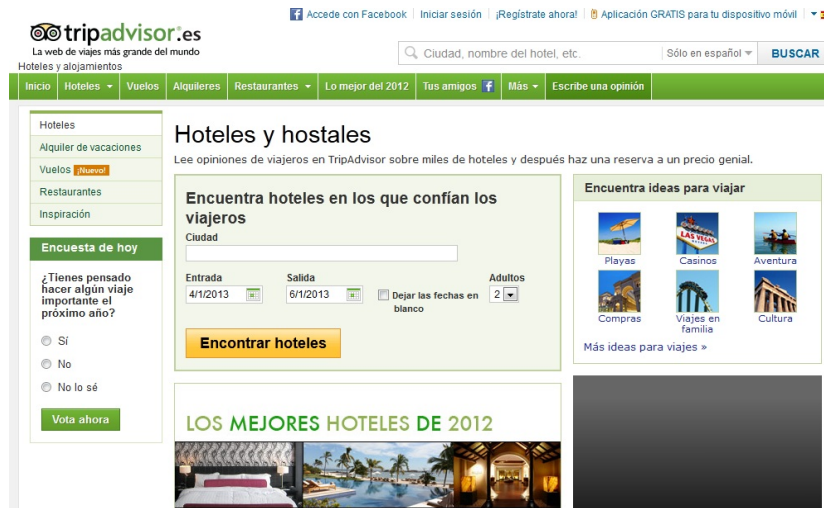 Accede con Facebook Iniciar sesión ¡Regístrate ahora! Aplicación GRATIS para tu dispositivo móvil
tripadvisor.es
La web de viajes más grande del mundo
Hoteles y alojamientos
Ciudad, nombre del hotel, etc. Sólo en español BUSCAR
Inicio Hoteles Vuelos Alquileres Restaurantes Lo mejor del 2012 Tus amigos Más Escribe una opinión
Hoteles
Alquiler de vacaciones
Vuelos ¡Nuevo!
Restaurantes
Inspiración
Encuesta de hoy
¿Tienes pensado
hacer algún viaje
importante el
próximo año?
Sí
No
No lo sé
Vota ahora
Hoteles y hostales
Lee opiniones de viajeros en TripAdvisor sobre miles de hoteles y después haz una reserva a un precio genial.
Encuentra hoteles en los que confían los
viajeros
Ciudad
Entrada Salida Adultos
4/1/2013 6/1/2013 Dejar las fechas en 2
blanco
Encontrar hoteles
LOS MEJORES HOTELES DE 2012
Encuentra ideas para viajar
LAS VEGAS
Playas Casinos Aventura
Compras Viajes en Cultura
familia
Más ideas para viajes »